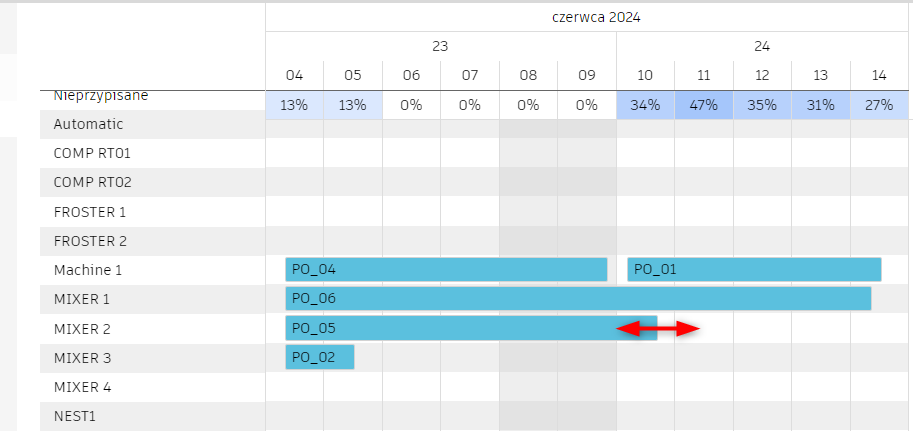 czerwca 2024
23 24
04 05 06 07 08 09 10 11 12 13 14
Nieprzypisane 13% 13% 0% 0% 0% 0% 34% 47% 35% 31% 27%
Automatic
COMP RT01
COMP RT02
FROSTER 1
FROSTER 2
Machine 1 PO_04 PO_01
MIXER 1 PO_06
MIXER 2 PO_05
MIXER 3 PO_02
MIXER 4
NEST1